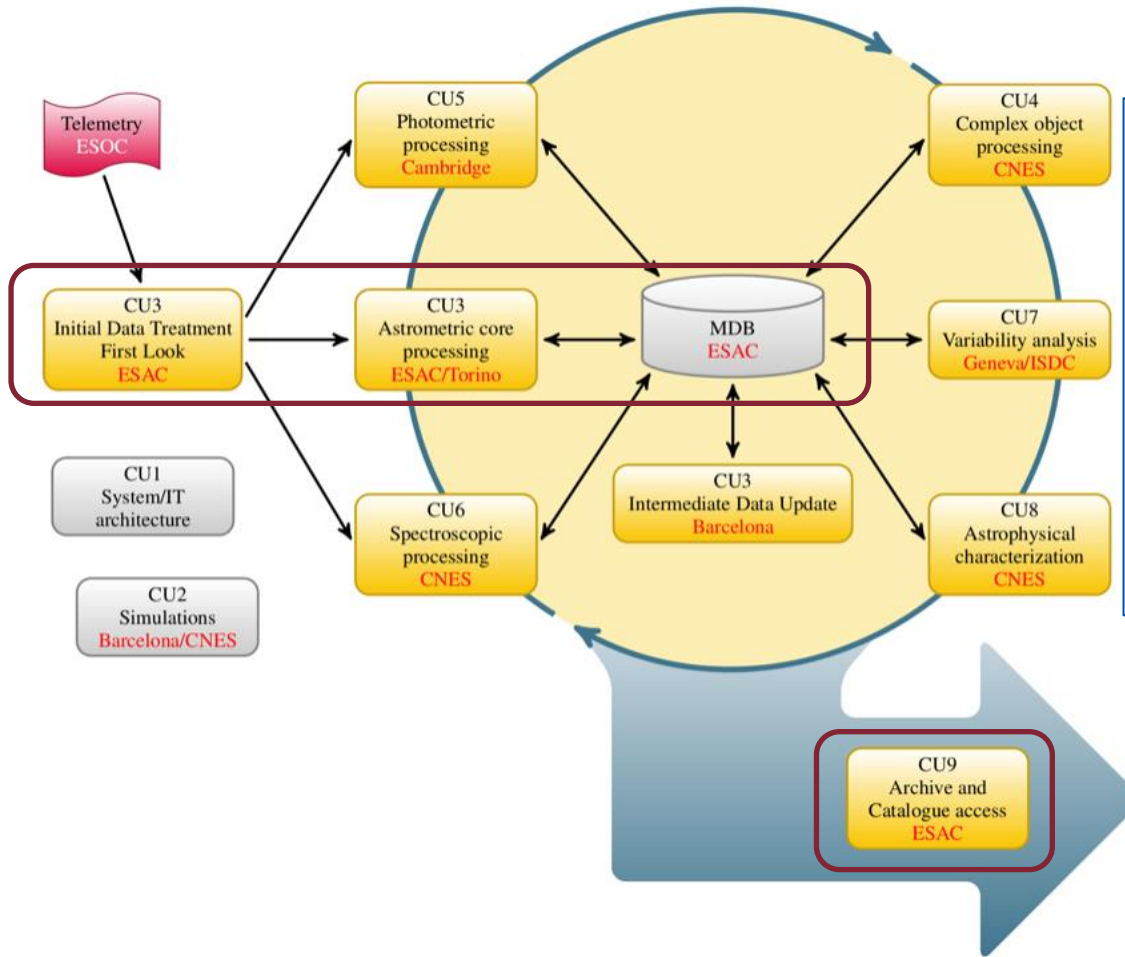 Telemetry
ESOC
CU5
Photometric
processing
Cambridge
CU4
Complex object
processing
CNES
CU3
Initial Data Treatment
First Look
ESAC
CU3
Astrometric core
processing
ESAC/Torino
MDB
ESAC
CU7
Variability analysis
Geneva/ISDC
CU1
System/IT
architecture
CU6
Spectroscopic
processing
CNES
CU3
Intermediate Data Update
Barcelona
CU8
Astrophysical
characterization
CNES
CU2
Simulations
Barcelona/CNES
CU9
Archive and
Catalogue access
ESAC